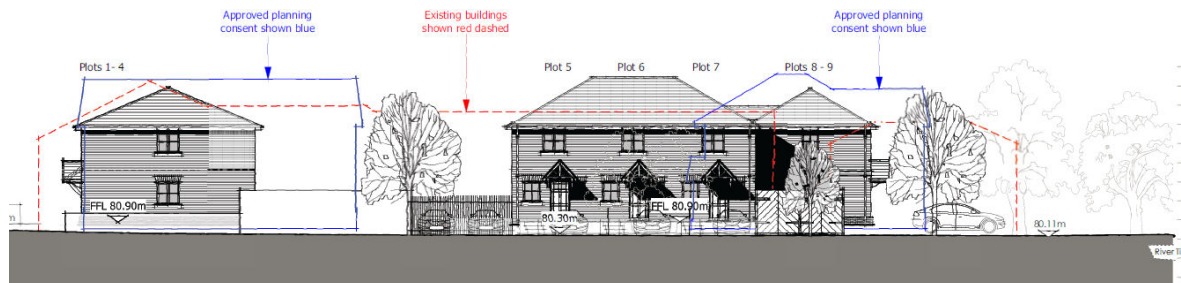 Approved planning
consent shown blue
Existing buildings
shown red dashed
Approved planning
consent shown blue
Plots 1- 4
Plot 5
Plot 6
Plot 7
Plots 8 - 9
FFL 80.90m
80.30m
FFL 80.90m
80.11m
River